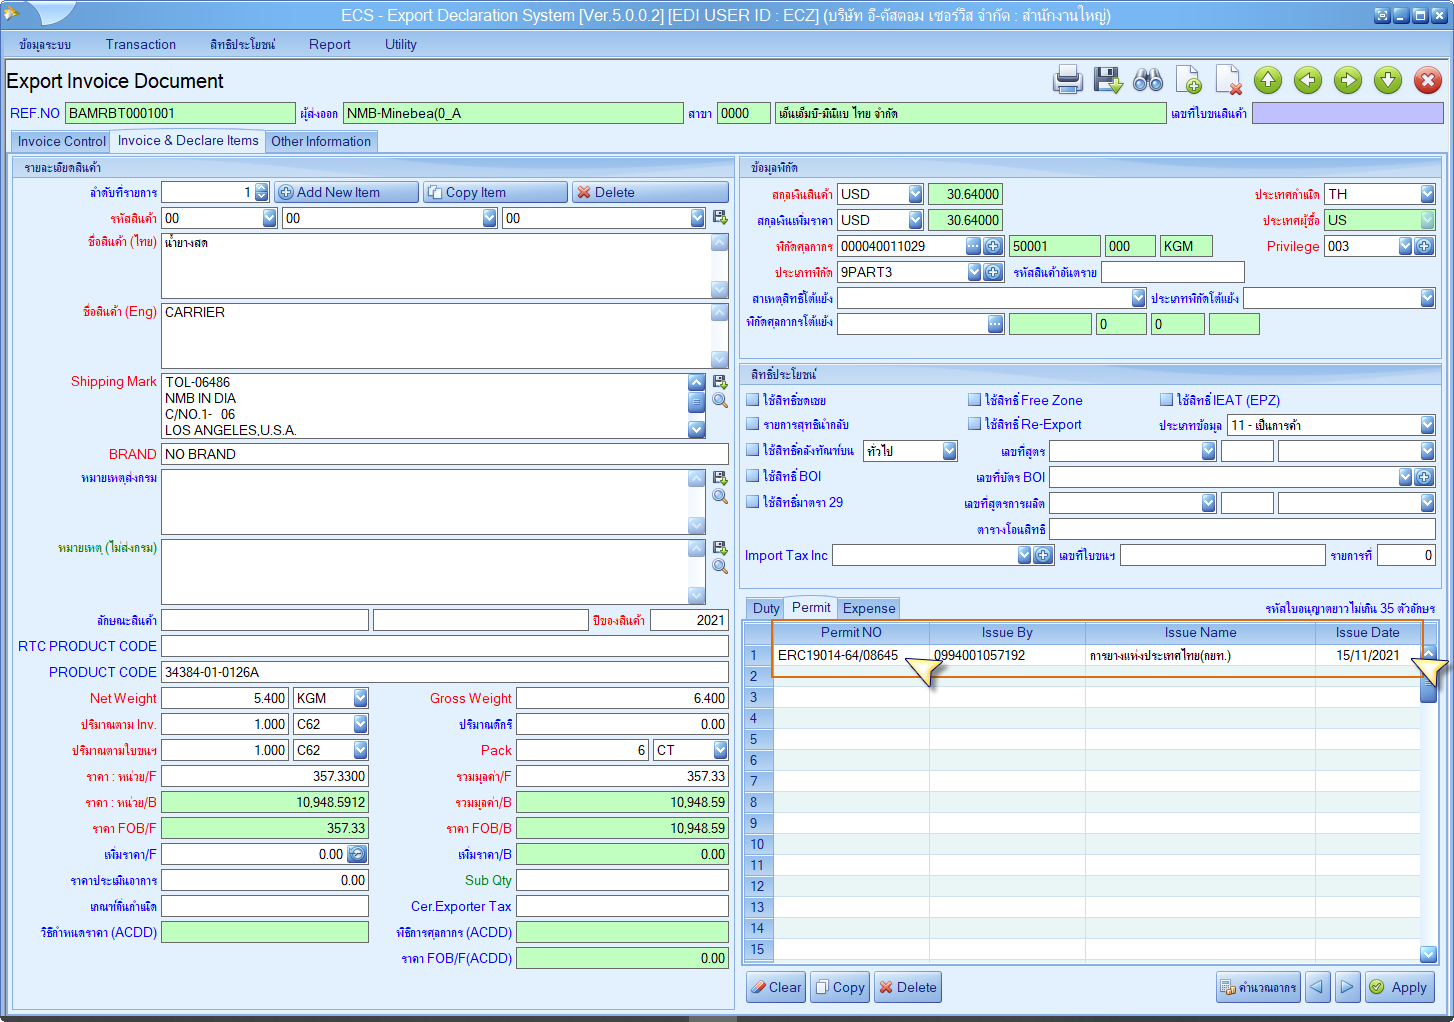 ECS - Export Declaration System [Ver.5.0.0.2] [EDI USER ID : ECZ] (บริษัท อี-คัสตอม เซอร์วิส จำกัด : สำนักงานใหญ่)
ข้อมูลระบบ Transaction สิทธิประโยชน์ Report Utility
Export Invoice Document
REF.NO BAMRBT0001001 ผู้ส่งออก NMB-Minebea(0_A สาขา 0000 เอ็นเอ็มบี-มินิแบ ไทย จำกัด เลขที่ใบขนสินค้า
Invoice Control Invoice & Declare Items Other Information
รายละเอียดสินค้า
ลำดับที่รายการ 1 Add New Item Copy Item Delete
รหัสสินค้า 00 00 00
ชื่อสินค้า (ไทย) น้ำยางสด
ชื่อสินค้า (Eng) CARRIER
Shipping Mark TOL-06486
NMB IN DIA
C/NO.1- 06
LOS ANGELES,U.S.A.
BRAND NO BRAND
หมายเหตุส่งกรม
หมายเหตุ (ไม่ส่งกรม)
ลักษณะสินค้า ปีของสินค้า 2021
RTC PRODUCT CODE
PRODUCT CODE 34384-01-0126A
Net Weight 5.400 KGM Gross Weight 6.400
ปริมาณตาม Inv. 1.000 C62 ปริมาณดีกรี 0.00
ปริมาณตามใบขนฯ 1.000 C62 Pack 6 CT
ราคา : หน่วย/F 357.3300 รวมมูลค่า/F 357.33
ราคา : หน่วย/B 10,948.5912 รวมมูลค่า/B 10,948.59
ราคา FOB/F 357.33 ราคา FOB/B 10,948.59
เพิ่มราคา/F 0.00 เพิ่มราคา/B 0.00
ราคาประเมินอากร 0.00 Sub Qty
เกณฑ์ถิ่นกำเนิด Cer.Exporter Tax
วิธีกำหนดราคา (ACDD) พิธีการศุลกากร (ACDD)
ราคา FOB/F(ACDD) 0.00
ข้อมูลพิกัด
สกุลเงินสินค้า USD 30.64000 ประเทศกำเนิด TH
สกุลเงินเพิ่มราคา USD 30.64000 ประเทศผู้ซื้อ US
พิกัดศุลกากร 000040011029 50001 000 KGM Privilege 003
ประเภทพิกัด 9PART3 รหัสสินค้าอันตราย
สาเหตุสิทธิโต้แย้ง ประเภทพิกัดโต้แย้ง
พิกัดศุลกากรโต้แย้ง 0 0
สิทธิ์ประโยชน์
ใช้สิทธิ์ชดเชย ใช้สิทธิ์ Free Zone ใช้สิทธิ์ IEAT (EPZ)
รายการสุทธินำกลับ ใช้สิทธิ์ Re-Export ประเภทข้อมูล 11 - เป็นการค้า
ใช้สิทธิ์คลังทัณฑ์บน ทั่วไป เลขที่สูตร
ใช้สิทธิ์ BOI เลขที่บัตร BOI
ใช้สิทธิ์มาตรา 29 เลขที่สูตรการผลิต
ตารางโอนสิทธิ์
Import Tax Inc เลขที่ใบขนฯ รายการที่ 0
Duty Permit Expense รหัสใบอนุญาตยาวไม่เกิน 35 ตัวอักษร
Permit NO Issue By Issue Name Issue Date
1 ERC19014-64/08645 0994001057192 การยางแห่งประเทศไทย(กยท.) 15/11/2021
2
3
4
5
6
7
8
9
10
11
12
13
14
15
Clear Copy Delete คำนวณอากร Apply